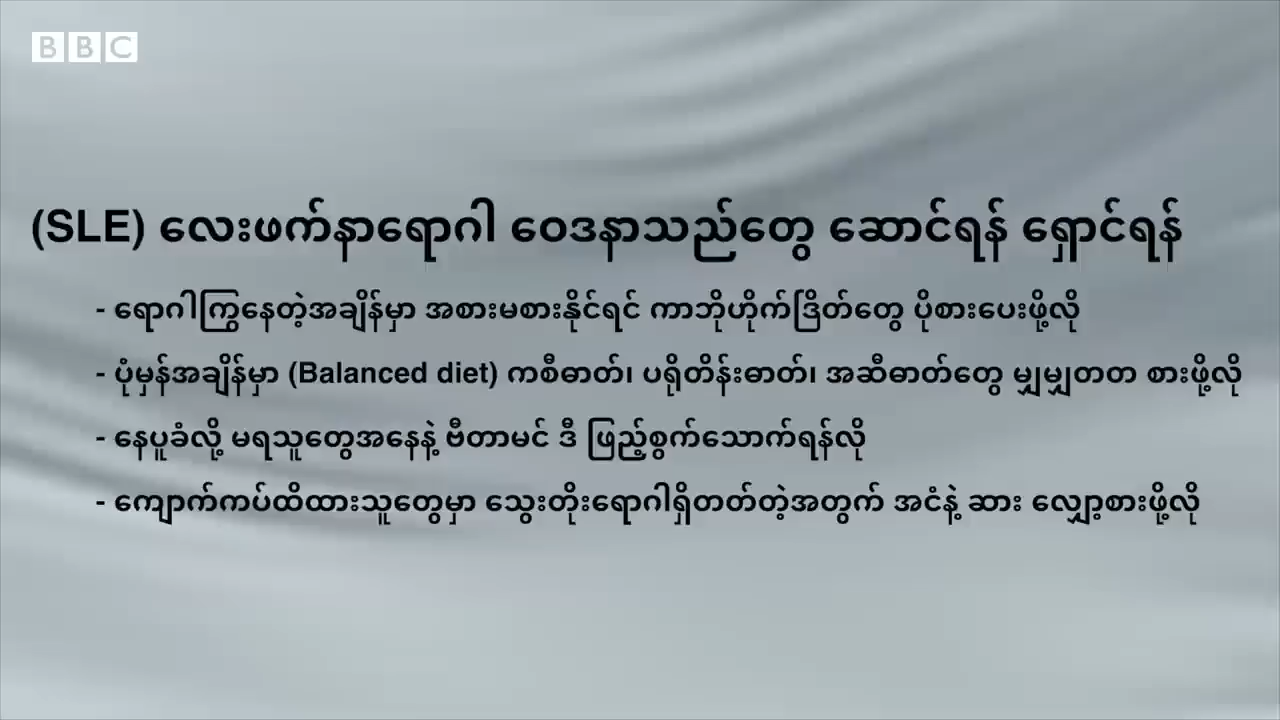 BBC
(SLE) လေးဖက်နာရောဂါ ဝေဒနာသည်တွေ ဆောင်ရန် ရှောင်ရန်
- ရောဂါကြွနေတဲ့အချိန်မှာ အစားမစားနိုင်ရင် ကာဘိုဟိုက်ဒြိတ်တွေ ပိုစားပေးဖို့လို
- ပုံမှန်အချိန်မှာ (Balanced diet) ကစီဓာတ်၊ ပရိုတိန်းဓာတ်၊ အဆီဓာတ်တွေ မျှမျှတတ စားဖို့လို
- နေပူခံလို့ မရသူတွေအနေနဲ့ ဗီတာမင် ဒီ ဖြည့်စွက်သောက်ရန်လို
- ကျောက်ကပ်ထိထားသူတွေမှာ သွေးတိုးရောဂါရှိတတ်တဲ့အတွက် အငံနဲ့ ဆား လျှော့စားဖို့လို